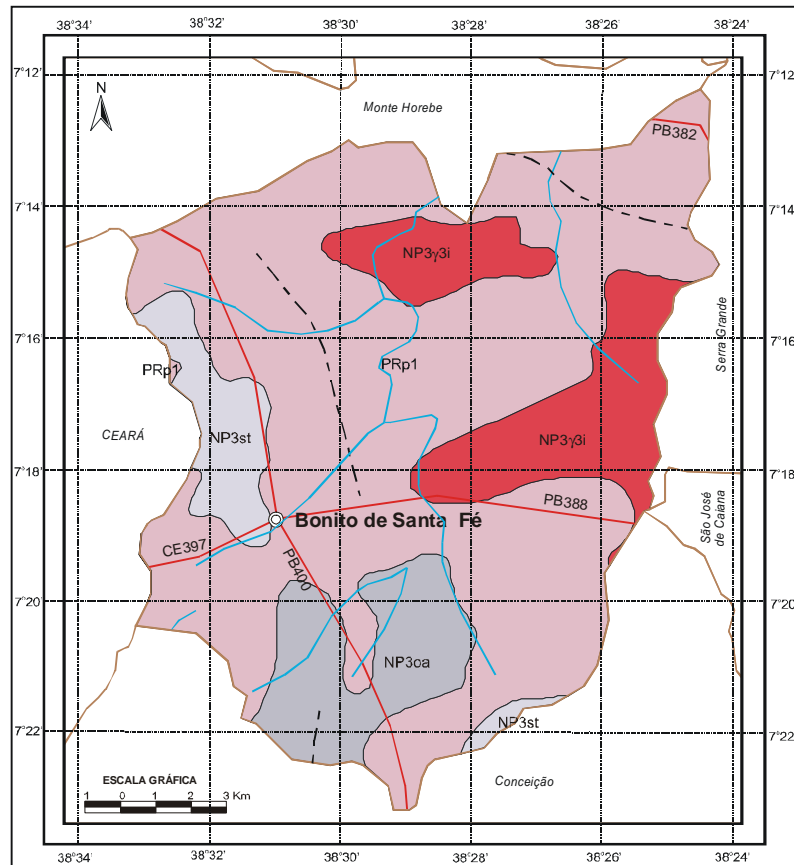 38°34' 38°32' 38°30' 38°28' 38°26' 38°24'
7°12' 7°12'
N
Monte Horebe
PB382
7°14' 7°14'
NP3γ3i
7°16' 7°16'
Serra Grande
PRp1
PRp1
CEARÁ
NP3st
NP3γ3i
7°18' 7°18'
PB388
São José
de Caiana
Bonito de Santa Fé
CE397
PB400
7°20' 7°20'
NP3oa
NP3st
7°22' 7°22'
ESCALA GRÁFICA
1 0 1 2 3 Km
Conceição
38°34' 38°32' 38°30' 38°28' 38°26' 38°24'